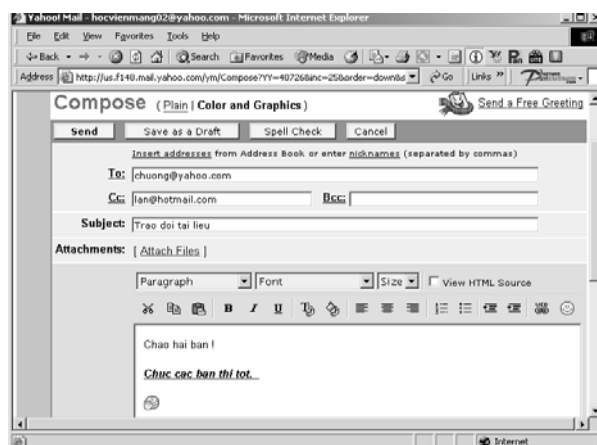 Yahoo! Mail - hocvienmang02@yahoo.com - Microsoft Internet Explorer
File Edit View Favorites Tools Help
Back Search Favorites Media
Address http://us.f148.mail.yahoo.com/ym/Compose?YY=40726&inc=25&order=down&s Go Links »
Compose ( Plain | Color and Graphics ) Send a Free Greeting
Send Save as a Draft Spell Check Cancel
Insert addresses from Address Book or enter nicknames (separated by commas)
To: chuong@yahoo.com
Cc: lan@hotmail.com Bcc:
Subject: Trao doi tai lieu
Attachments: [ Attach Files ]
Paragraph Font Size View HTML Source
B I U
Chao hai ban !
Chuc cac ban thi tot.
Internet